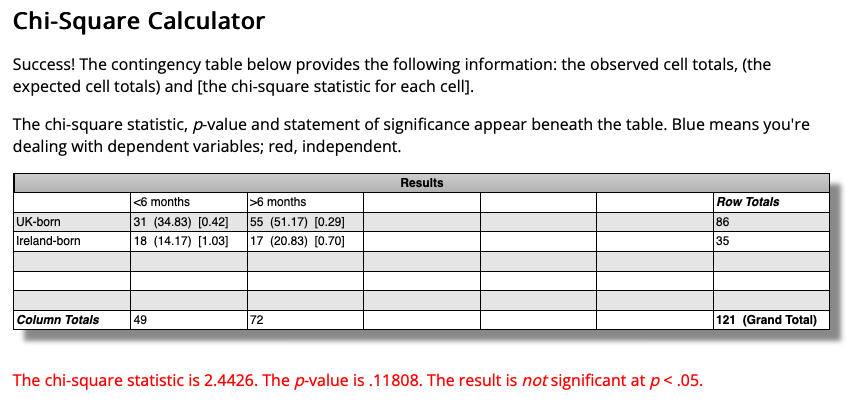 Chi-Square Calculator
Success! The contingency table below provides the following information: the observed cell totals, (the
expected cell totals) and [the chi-square statistic for each cell].
The chi-square statistic, p-value and statement of significance appear beneath the table. Blue means you're
dealing with dependent variables; red, independent.
Results
<6 months >6 months Row Totals
UK-born 31 (34.83) [0.42] 55 (51.17) [0.29] 86
Ireland-born 18 (14.17) [1.03] 17 (20.83) [0.70] 35
Column Totals 49 72 121 (Grand Total)
The chi-square statistic is 2.4426. The p-value is .11808. The result is not significant at p < .05.